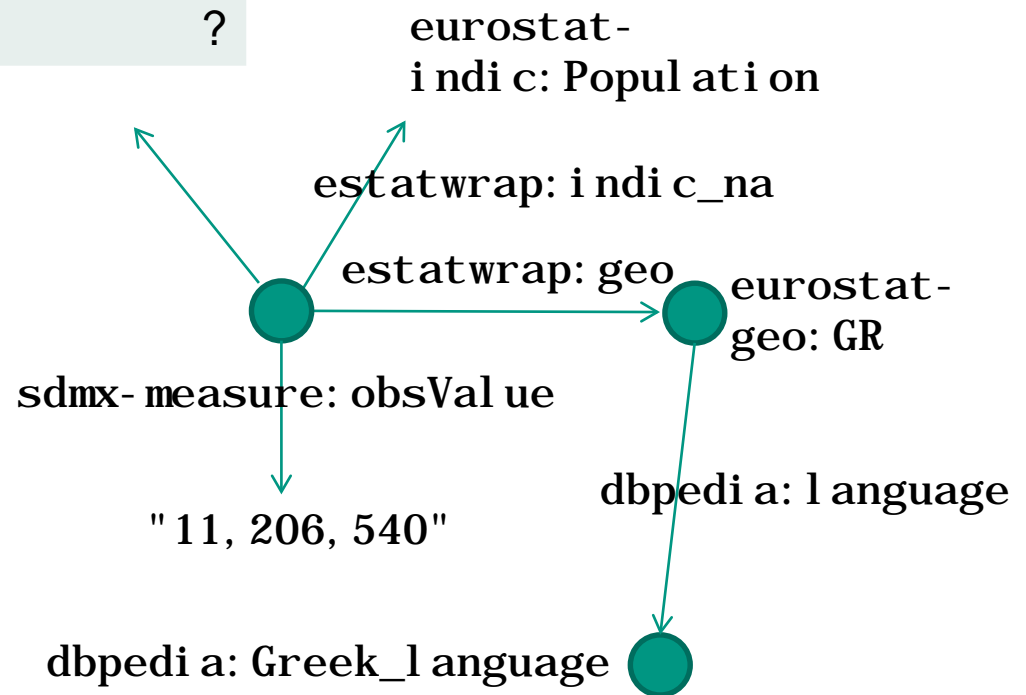 ?
eurostat-
indic:Population
estatwrap:indic_na
estatwrap:geo
eurostat-
geo:GR
sdmx-measure:obsValue
dbpedia:language
"11,206,540"
dbpedia:Greek_language